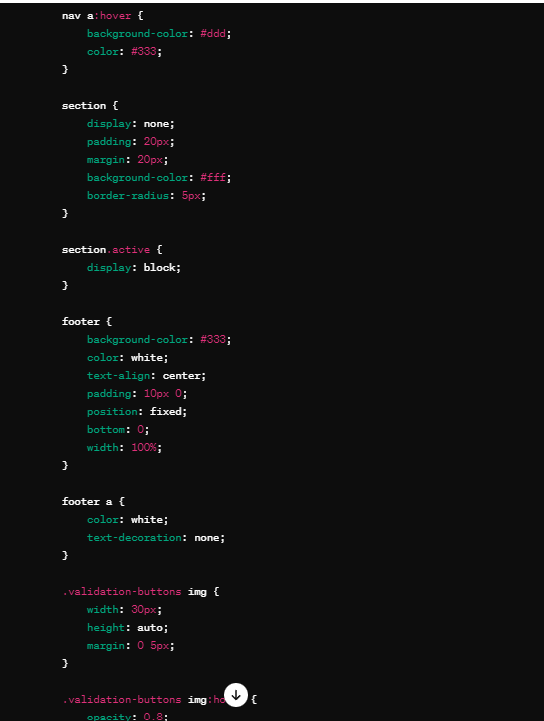 nav a:hover {
    background-color: #ddd;
    color: #333;
}
section {
    display: none;
    padding: 20px;
    margin: 20px;
    background-color: #fff;
    border-radius: 5px;
}
section.active {
    display: block;
}
footer {
    background-color: #333;
    color: white;
    text-align: center;
    padding: 10px 0;
    position: fixed;
    bottom: 0;
    width: 100%;
}
footer a {
    color: white;
    text-decoration: none;
}
.validation-buttons img {
    width: 30px;
    height: auto;
    margin: 0 5px;
}
.validation-buttons img:ho {
    opacity: 0.8;